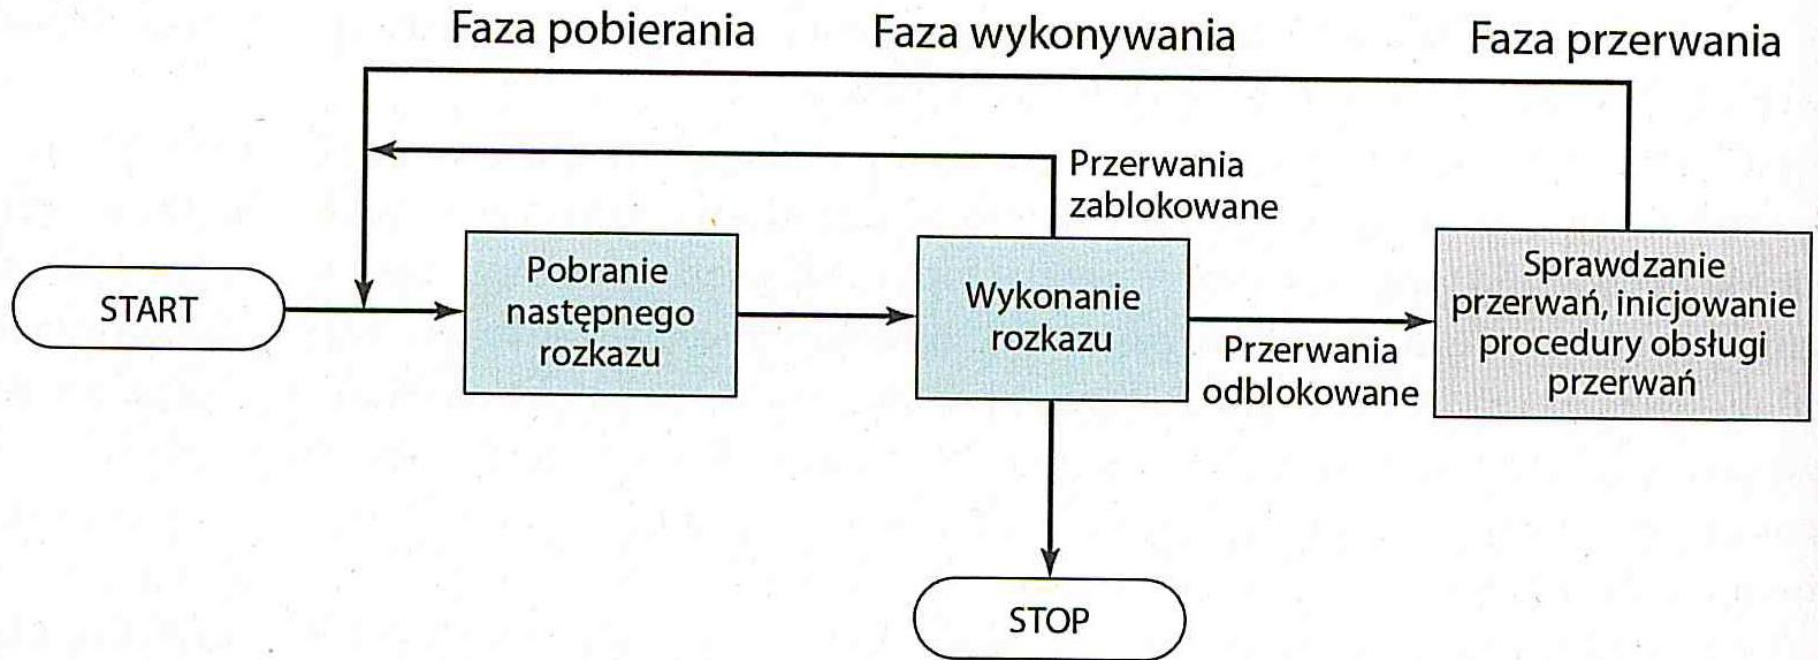 Faza pobierania
Faza wykonywania
Faza przerwania
Przerwania
zablokowane
START
Pobranie
następnego
rozkazu
Wykonanie
rozkazu
Przerwania
odblokowane
Sprawdzanie
przerwań, inicjowanie
procedury obsługi
przerwań
STOP